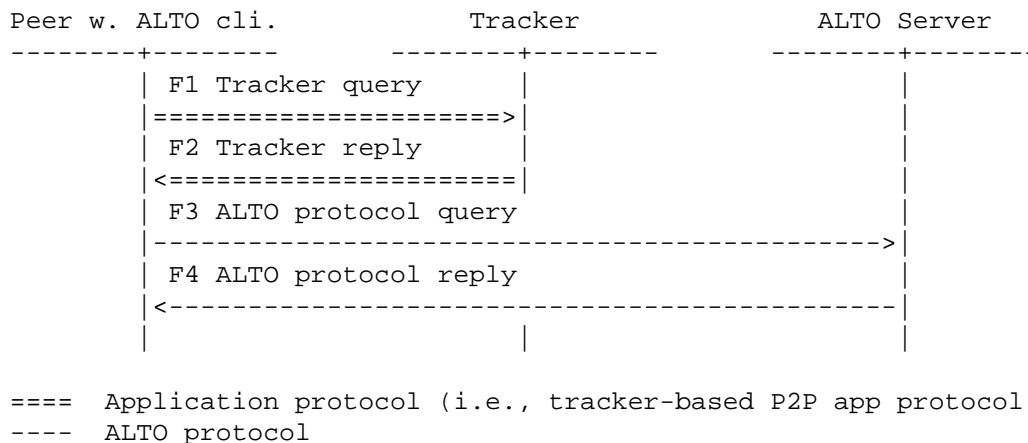 Peer w. ALTO cli.            Tracker               ALTO Server
--------+--------       --------+--------       --------+--------
        | F1 Tracker query      |                       |
        |======================>|                       |
        | F2 Tracker reply      |                       |
        |<======================|                       |
        | F3 ALTO protocol query                        |
        |---------------------------------------------->|
        | F4 ALTO protocol reply                        |
        |<----------------------------------------------|
        |                       |                       |
====  Application protocol (i.e., tracker-based P2P app protocol
----  ALTO protocol